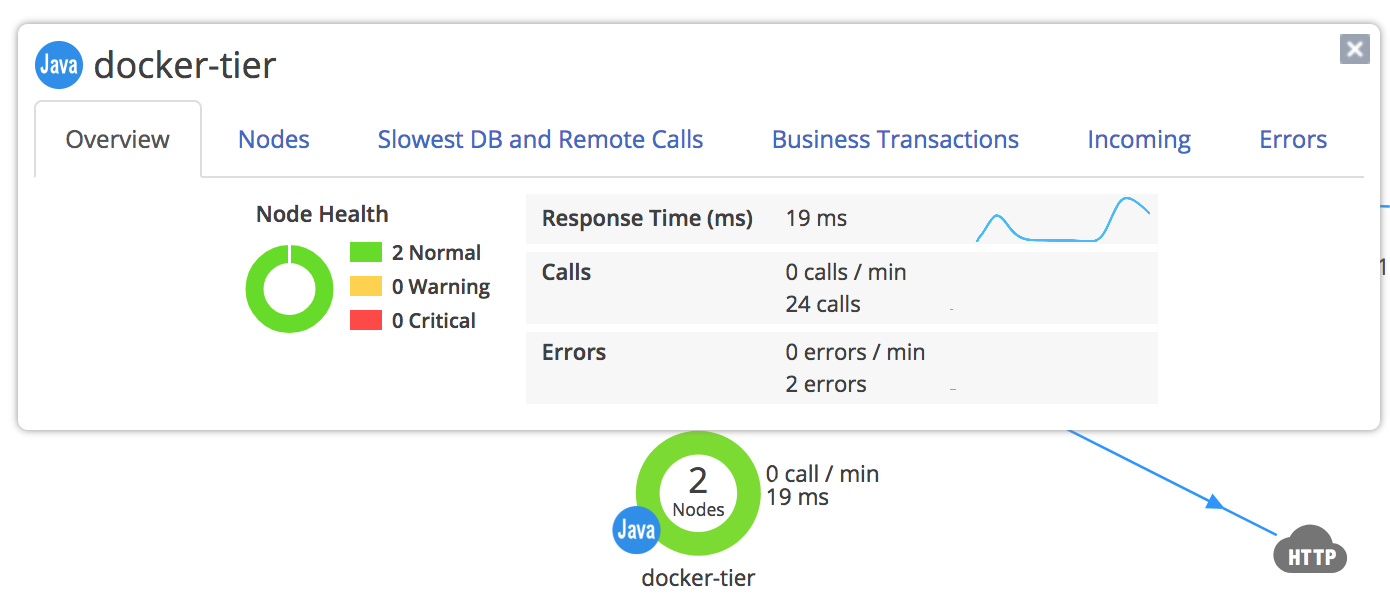 Java docker-tier
Overview Nodes Slowest DB and Remote Calls Business Transactions Incoming Errors
Node Health
2 Normal
0 Warning
0 Critical
Response Time (ms) 19 ms
Calls 0 calls / min
24 calls
Errors 0 errors / min
2 errors
1
2
Nodes
0 call / min
19 ms
Java
docker-tier
HTTP